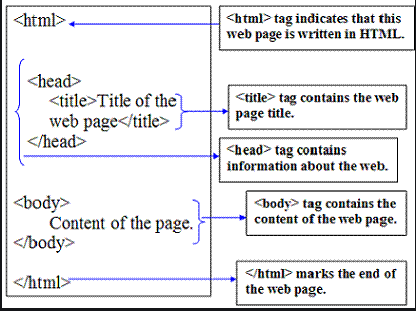 <html>
<html> tag indicates that this
web page is written in HTML.
<head>
<title>Title of the
web page</title>
</head>
<title> tag contains the web
page title.
<head> tag contains
information about the web.
<body>
Content of the page.
</body>
<body> tag contains the
content of the web page.
</html>
</html> marks the end of
the web page.